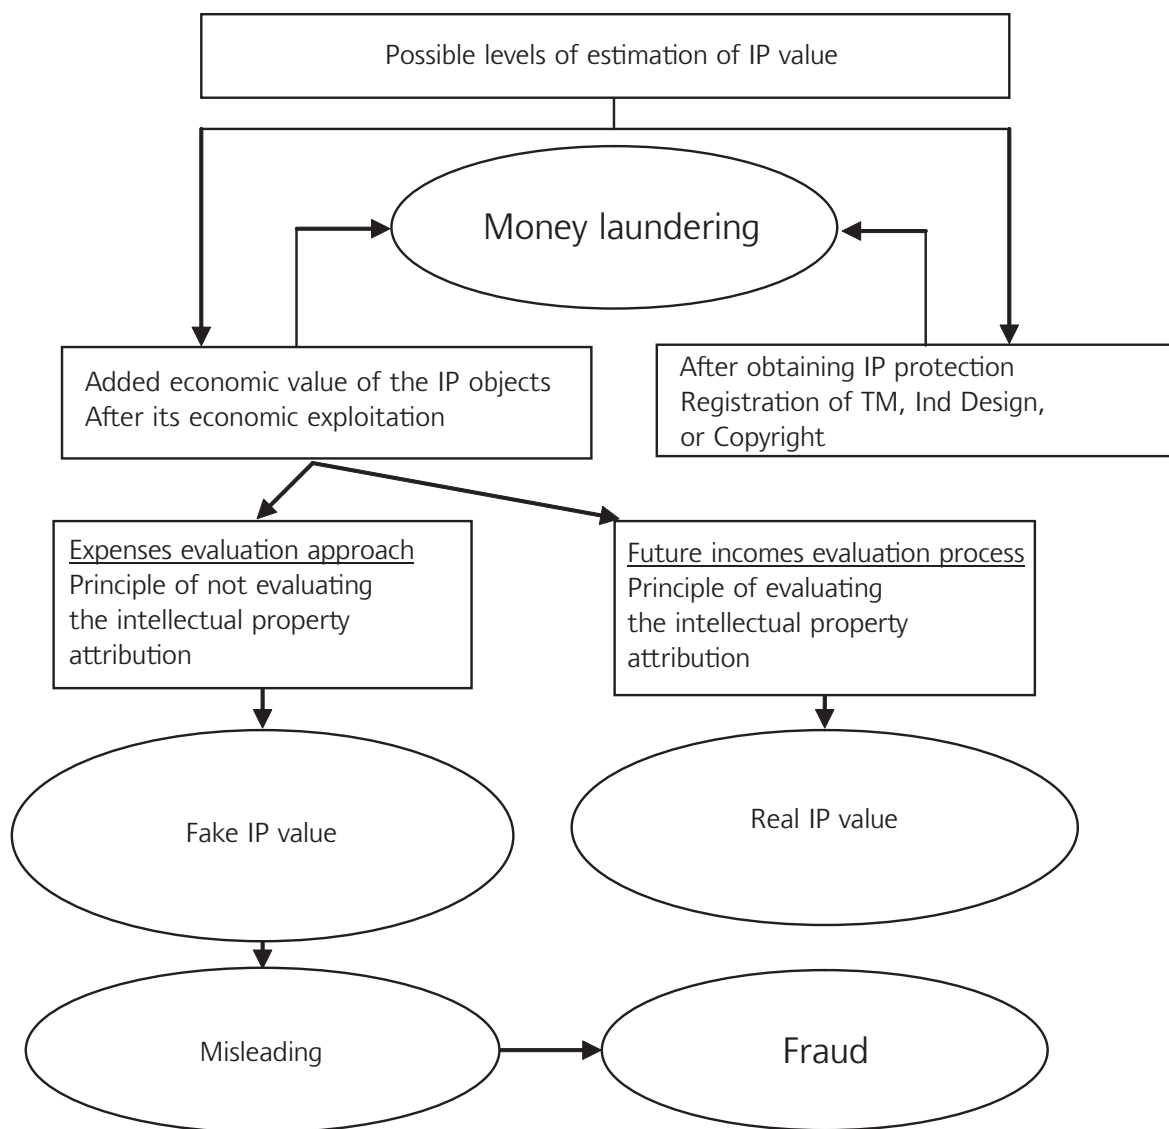 Possible levels of estimation of IP value
Money laundering
Added economic value of the IP objects
After its economic exploitation
After obtaining IP protection
Registration of TM, Ind Design,
or Copyright
Expenses evaluation approach
Principle of not evaluating
the intellectual property
attribution
Future incomes evaluation process
Principle of evaluating
the intellectual property
attribution
Fake IP value
Real IP value
Misleading
Fraud